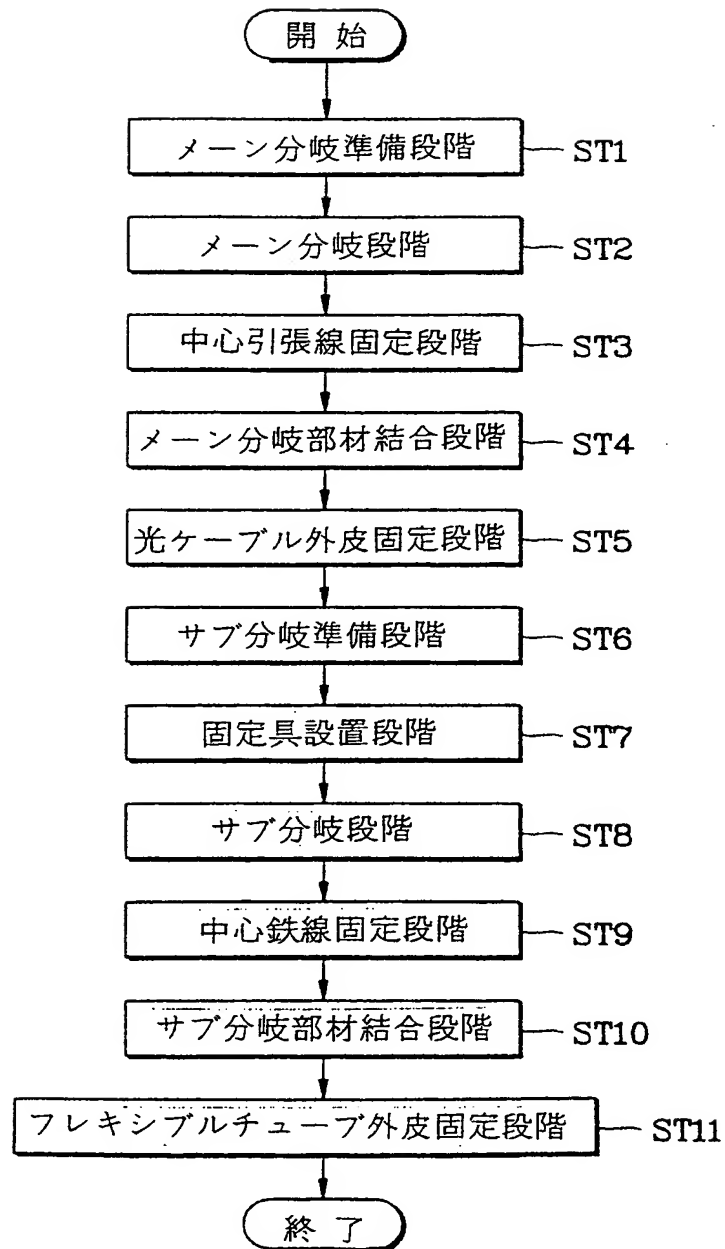 開始
メーン分岐準備段階 ST1
メーン分岐段階 ST2
中心引張線固定段階 ST3
メーン分岐部材結合段階 ST4
光ケーブル外皮固定段階 ST5
サブ分岐準備段階 ST6
固定具設置段階 ST7
サブ分岐段階 ST8
中心鉄線固定段階 ST9
サブ分岐部材結合段階 ST10
フレキシブルチューブ外皮固定段階 ST11
終了